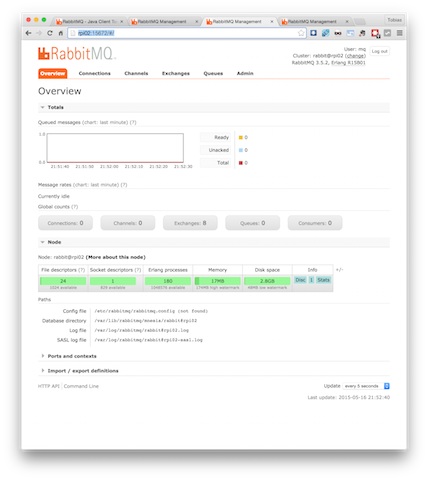 Tobias
RabbitMQ - Java Client Tu
RabbitMQ Management
RabbitMQ Management
RabbitMQ Management
rpi02:15672/#/
RabbitMQ
User: mq
Log out
Cluster: rabbit@rpi02 (change)
RabbitMQ 3.5.2, Erlang R15B01
Overview
Connections
Channels
Exchanges
Queues
Admin
Overview
Totals
Queued messages (chart: last minute) (?)
1.0
0.0
21:51:40
21:51:50
21:52:00
21:52:10
21:52:20
21:52:30
Ready
0
Unacked
0
Total
0
Message rates (chart: last minute) (?)
Currently idle
Global counts (?)
Connections: 0
Channels: 0
Exchanges: 8
Queues: 0
Consumers: 0
Node
Node: rabbit@rpi02 (More about this node)
File descriptors (?)
Socket descriptors (?)
Erlang processes
Memory
Disk space
Info
+/-
24
1
180
17MB
2.8GB
Disc
1
Stats
1024 available
829 available
1048576 available
174MB high watermark
48MB low watermark
Paths
Config file
/etc/rabbitmq/rabbitmq.config (not found)
Database directory
/var/lib/rabbitmq/mnesia/rabbit@rpi02
Log file
/var/log/rabbitmq/rabbit@rpi02.log
SASL log file
/var/log/rabbitmq/rabbit@rpi02-sasl.log
Ports and contexts
Import / export definitions
HTTP API
Command Line
Update
every 5 seconds
Last update: 2015-05-16 21:52:40